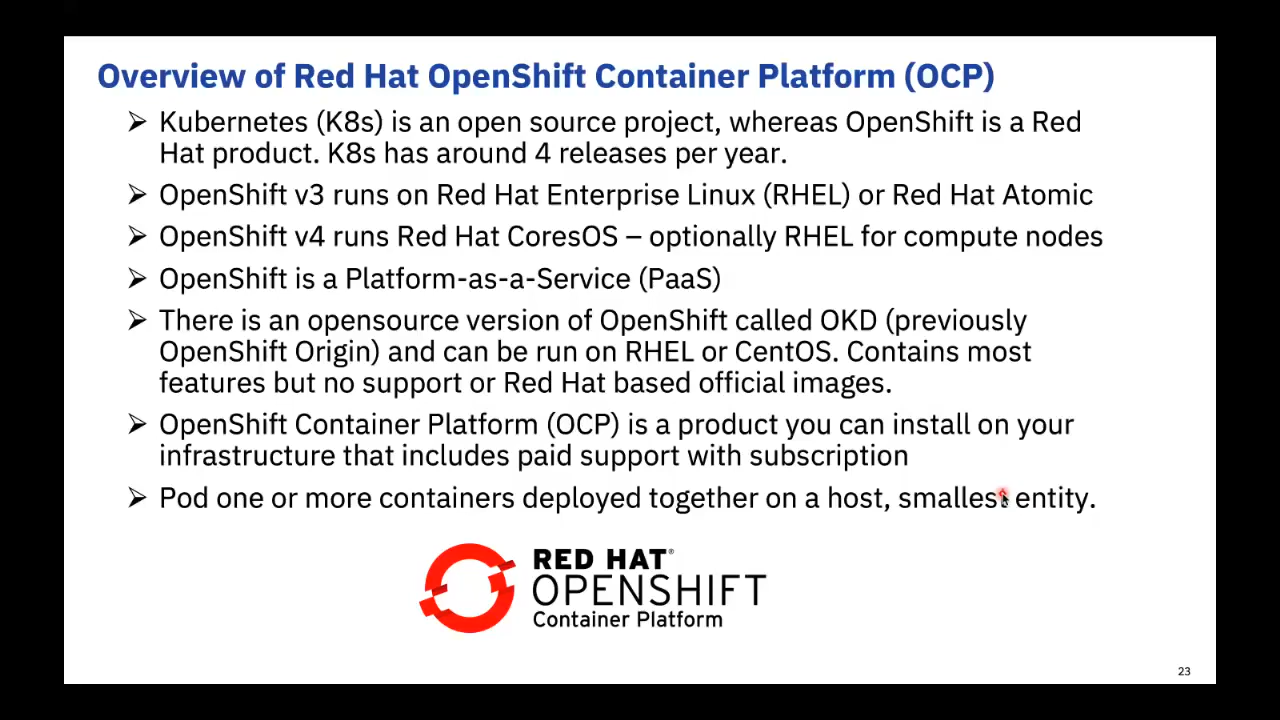 Overview of Red Hat OpenShift Container Platform (OCP)
➤ Kubernetes (K8s) is an open source project, whereas OpenShift is a Red
Hat product. K8s has around 4 releases per year.
➤ OpenShift v3 runs on Red Hat Enterprise Linux (RHEL) or Red Hat Atomic
➤ OpenShift v4 runs Red Hat CoresOS – optionally RHEL for compute nodes
➤ OpenShift is a Platform-as-a-Service (PaaS)
➤ There is an opensource version of OpenShift called OKD (previously
OpenShift Origin) and can be run on RHEL or CentOS. Contains most
features but no support or Red Hat based official images.
➤ OpenShift Container Platform (OCP) is a product you can install on your
infrastructure that includes paid support with subscription
➤ Pod one or more containers deployed together on a host, smallest entity.
RED HAT®
OPENSHIFT
Container Platform
23